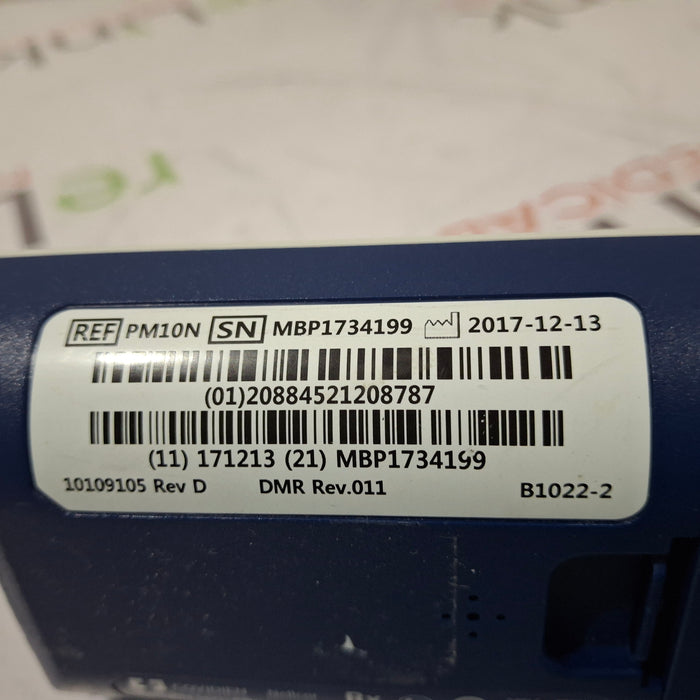 REF PM10N SN MBP1734199 2017-12-13
(01)20884521208787
(11) 171213 (21) MBP1734199
10109105 Rev D DMR Rev.011 B1022-2